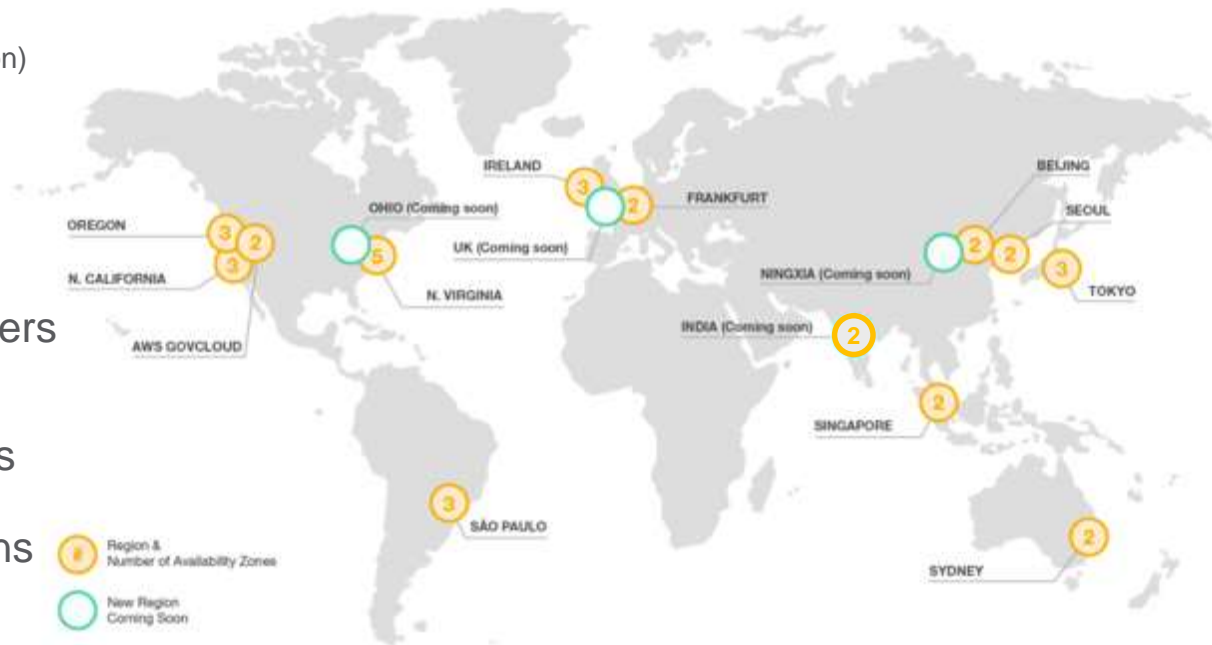 on)
ers
s
ns
IRELAND
3
2
FRANKFURT
BEIJING
SEOUL
OHIO (Coming soon)
OREGON
3
2
3
5
UK (Coming soon)
N. CALIFORNIA
N. VIRGINIA
AWS GOVCLOUD
2
2
3
NINGXIA (Coming soon)
TOKYO
INDIA (Coming soon)
2
2
SINGAPORE
3
SÃO PAULO
2
SYDNEY
#
Region &
Number of Availability Zones
New Region
Coming Soon